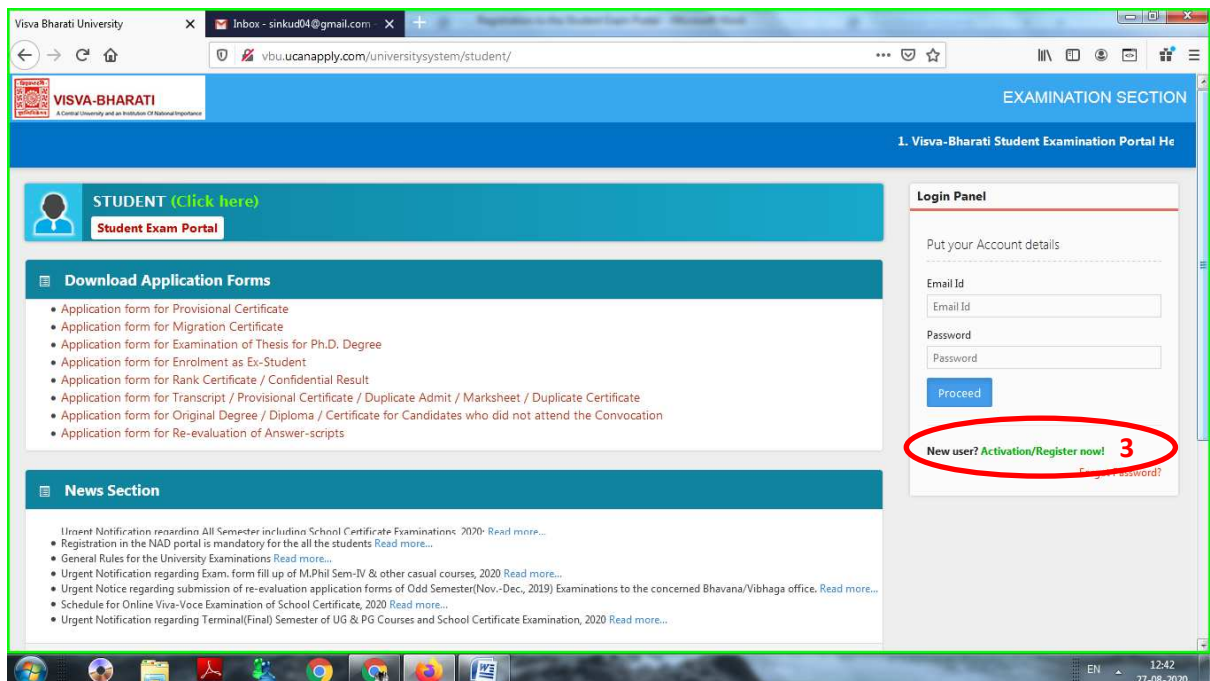 Visva Bharati University
Inbox - sinkud04@gmail.com -
vbu.ucanapply.com/universitysystem/student/
VISVA-BHARATI
A Central University and an Institution Of National Importance
EXAMINATION SECTION
1. Visva-Bharati Student Examination Portal He
STUDENT (Click here)
Student Exam Portal
Download Application Forms
Application form for Provisional Certificate
Application form for Migration Certificate
Application form for Examination of Thesis for Ph.D. Degree
Application form for Enrolment as Ex-Student
Application form for Rank Certificate / Confidential Result
Application form for Transcript / Provisional Certificate / Duplicate Admit / Marksheet / Duplicate Certificate
Application form for Original Degree / Diploma / Certificate for Candidates who did not attend the Convocation
Application form for Re-evaluation of Answer-scripts
News Section
Urgent Notification regarding All Semester including School Certificate Examinations, 2020: Read more...
Registration in the NAD portal is mandatory for the all the students Read more...
General Rules for the University Examinations Read more...
Urgent Notification regarding Exam. form fill up of M.Phil Sem-IV & other casual courses, 2020 Read more...
Urgent Notice regarding submission of re-evaluation application forms of Odd Semester(Nov.-Dec., 2019) Examinations to the concerned Bhavana/Vibhaga office. Read more...
Schedule for Online Viva-Voce Examination of School Certificate, 2020 Read more...
Urgent Notification regarding Terminal(Final) Semester of UG & PG Courses and School Certificate Examination, 2020 Read more...
Login Panel
Put your Account details
Email Id
Email Id
Password
Password
Proceed
New user? Activation/Register now! 3
Forgot Password?
EN
12:42
27-08-2020